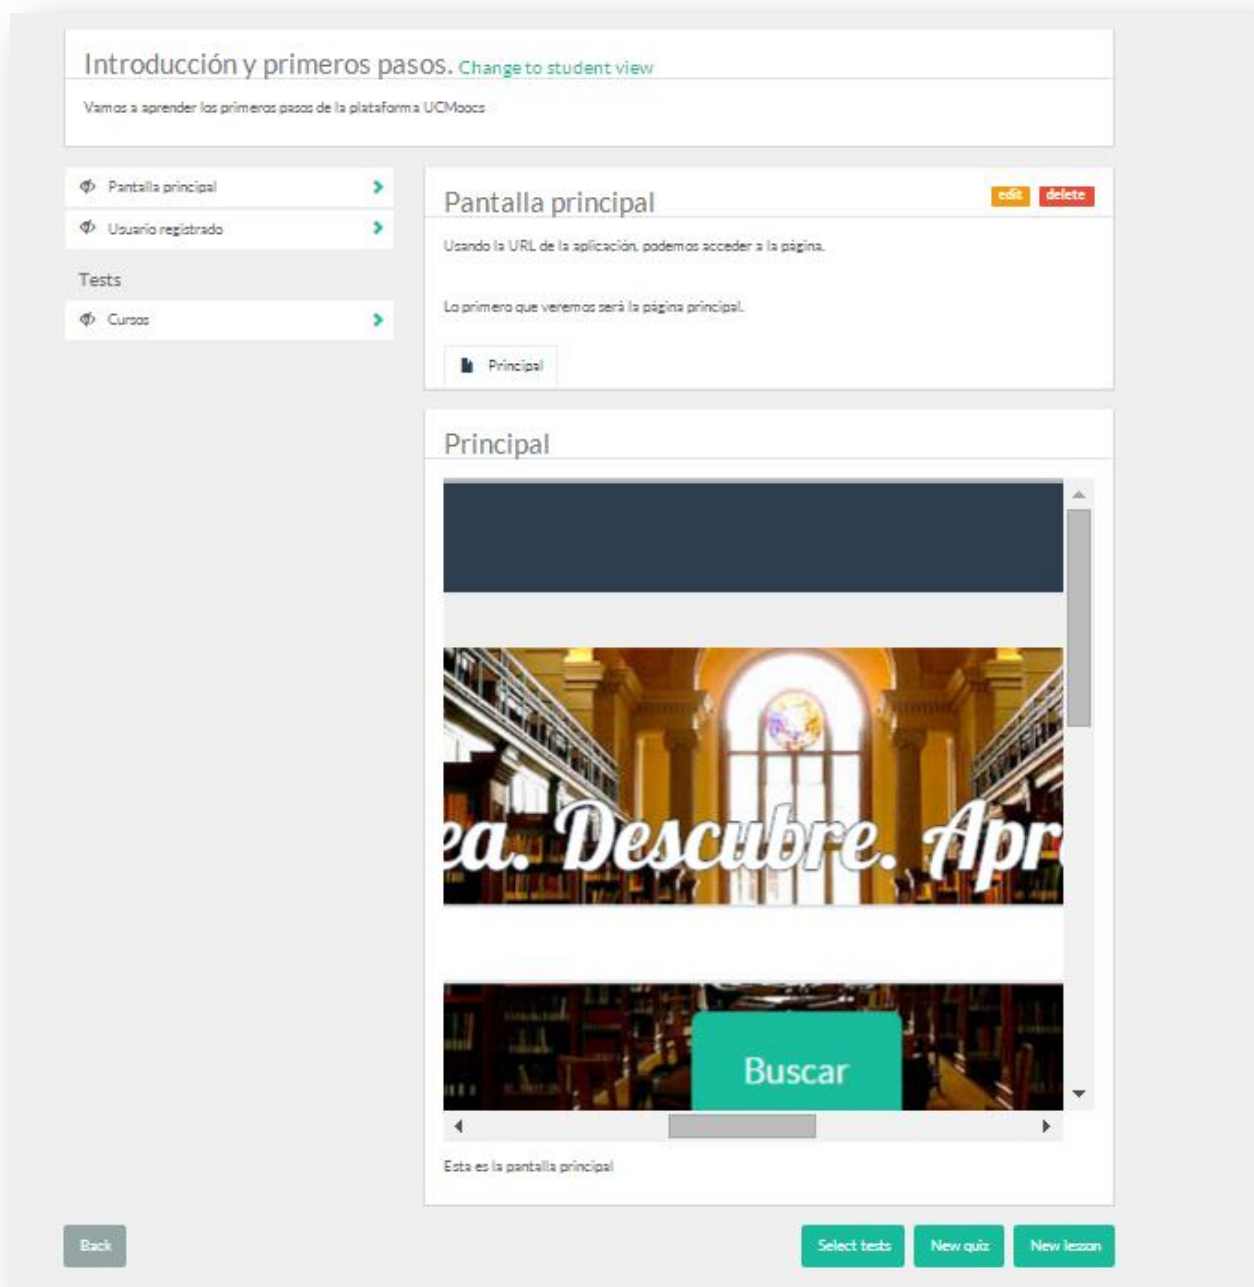 Introducción y primeros pasos. Change to student view
Vamos a aprender los primeros pasos de la plataforma UCMoocs
Pantalla principal
Usuario registrado
Tests
Cursos
Pantalla principal
edit
delete
Usando la URL de la aplicación, podemos acceder a la página.
Lo primero que veremos será la página principal.
Principal
Principal
ea. Descubre. Apr
Buscar
Esta es la pantalla principal
Back
Select tests
New quiz
New lesson